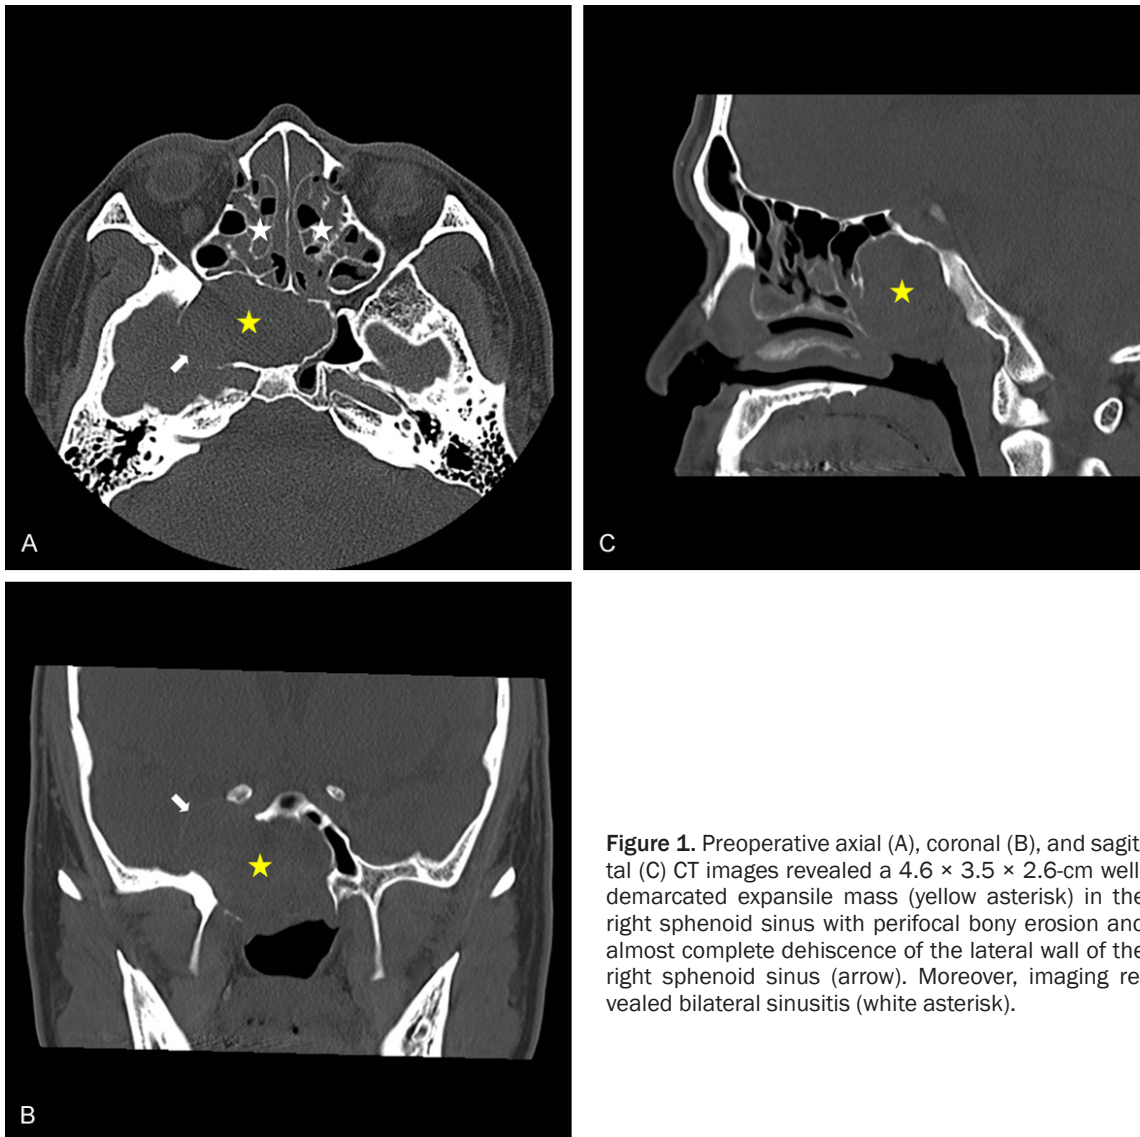 A
C
B
Figure 1. Preoperative axial (A), coronal (B), and sagit
tal (C) CT images revealed a 4.6 × 3.5 × 2.6-cm well
demarcated expansile mass (yellow asterisk) in the
right sphenoid sinus with perifocal bony erosion and
almost complete dehiscence of the lateral wall of the
right sphenoid sinus (arrow). Moreover, imaging re
vealed bilateral sinusitis (white asterisk).